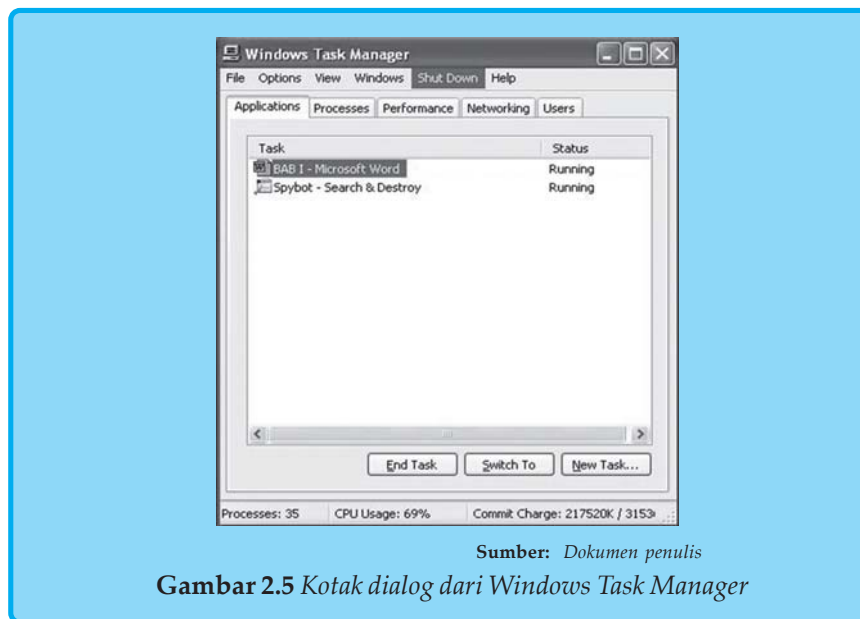 Windows Task Manager
File Options View Windows Shut Down Help
Applications Processes Performance Networking Users
Task Status
BAB I - Microsoft Word Running
Spybot - Search & Destroy Running
End Task Switch To New Task...
Processes: 35 CPU Usage: 69% Commit Charge: 217520K / 3153
Sumber: Dokumen penulis
Gambar 2.5 Kotak dialog dari Windows Task Manager